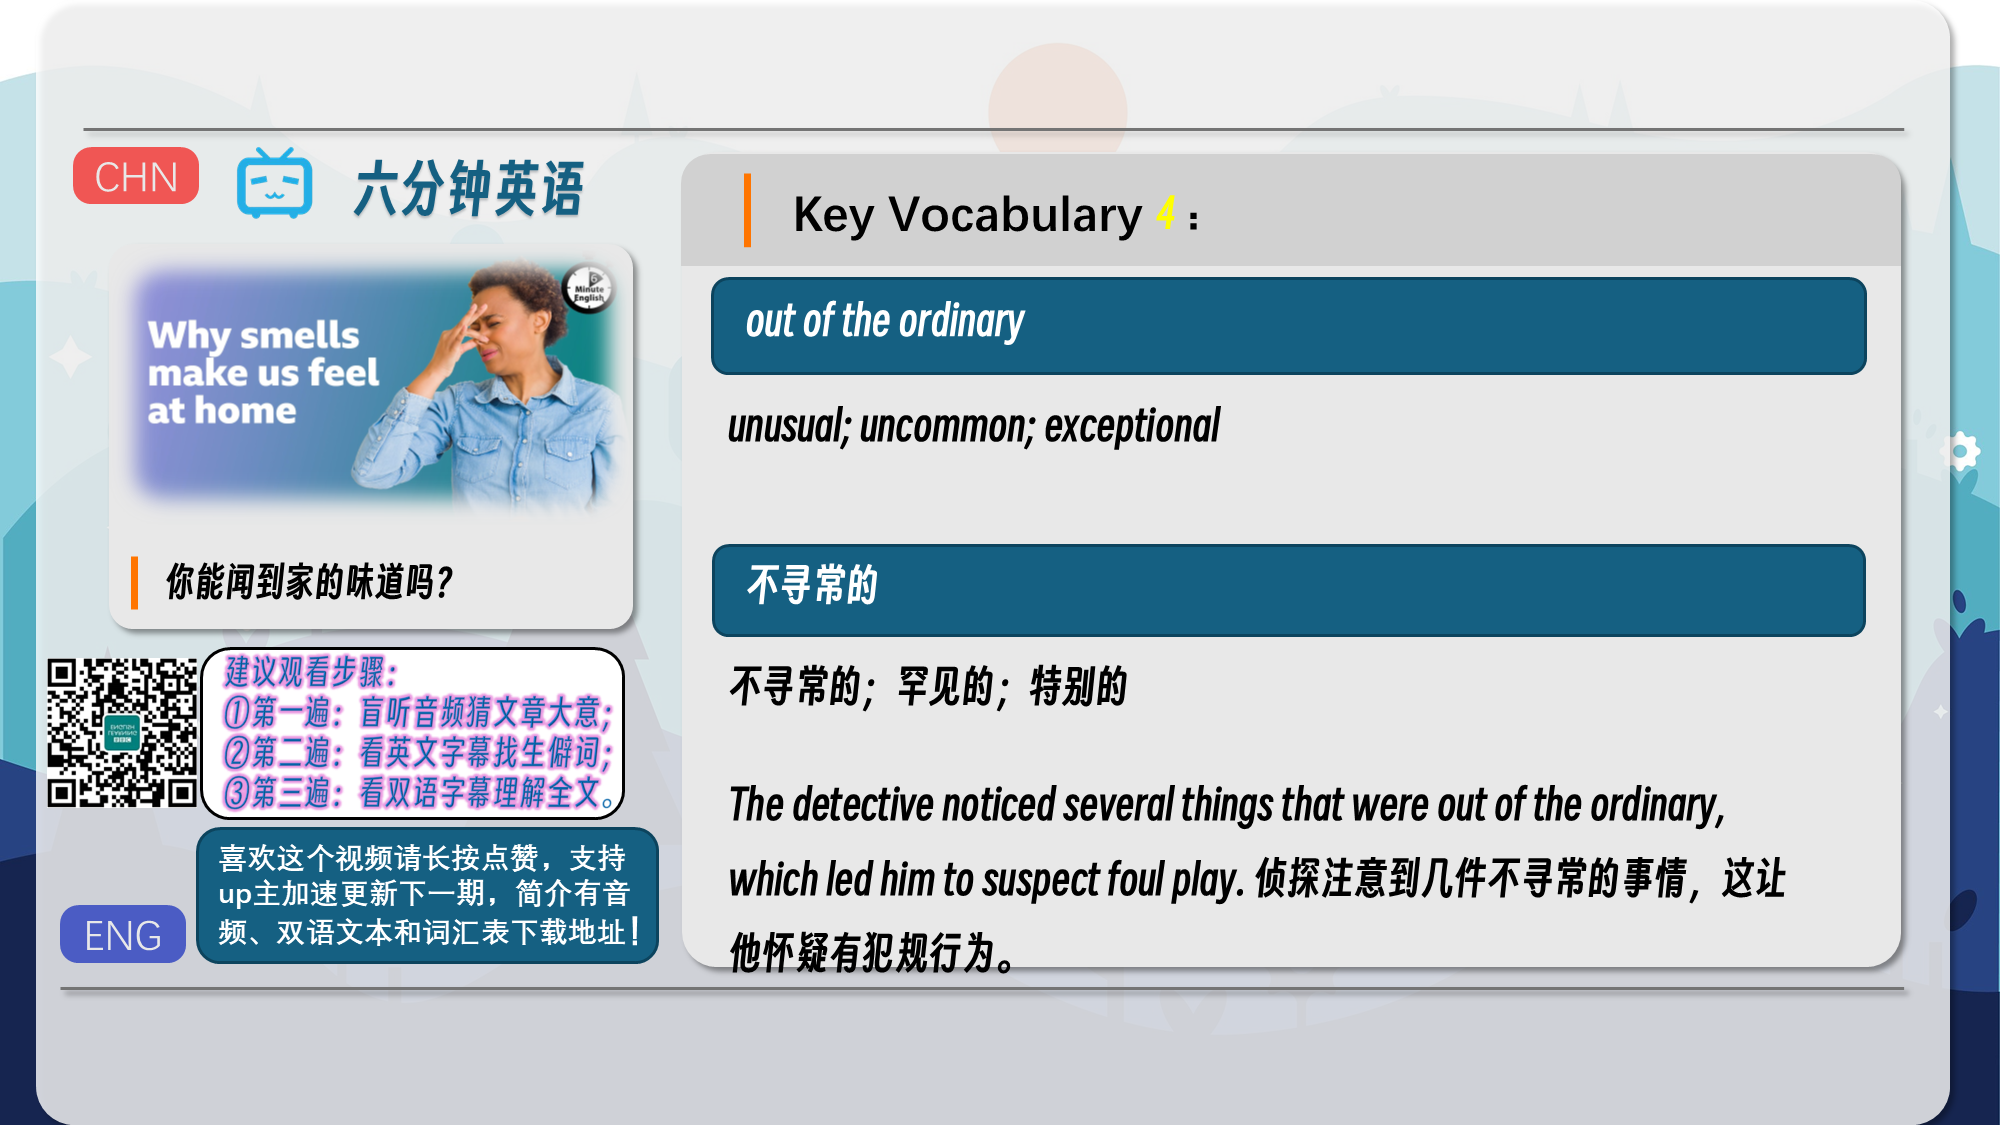 CHN
六分钟英语
6 Minute
English
Why smells
make us feel
at home
你能闻到家的味道吗?
建议观看步骤：
①第一遍：盲听音频猜文章大意；
②第二遍：看英文字幕找生僻词；
③第三遍：看双语字幕理解全文。
喜欢这个视频请长按点赞，支持
up主加速更新下一期，简介有音
频、双语文本和词汇表下载地址！
ENG
Key Vocabulary 4：
out of the ordinary
unusual; uncommon; exceptional
不寻常的
不寻常的；罕见的；特别的
The detective noticed several things that were out of the ordinary,
which led him to suspect foul play. 侦探注意到几件不寻常的事情，这让
他怀疑有犯规行为。